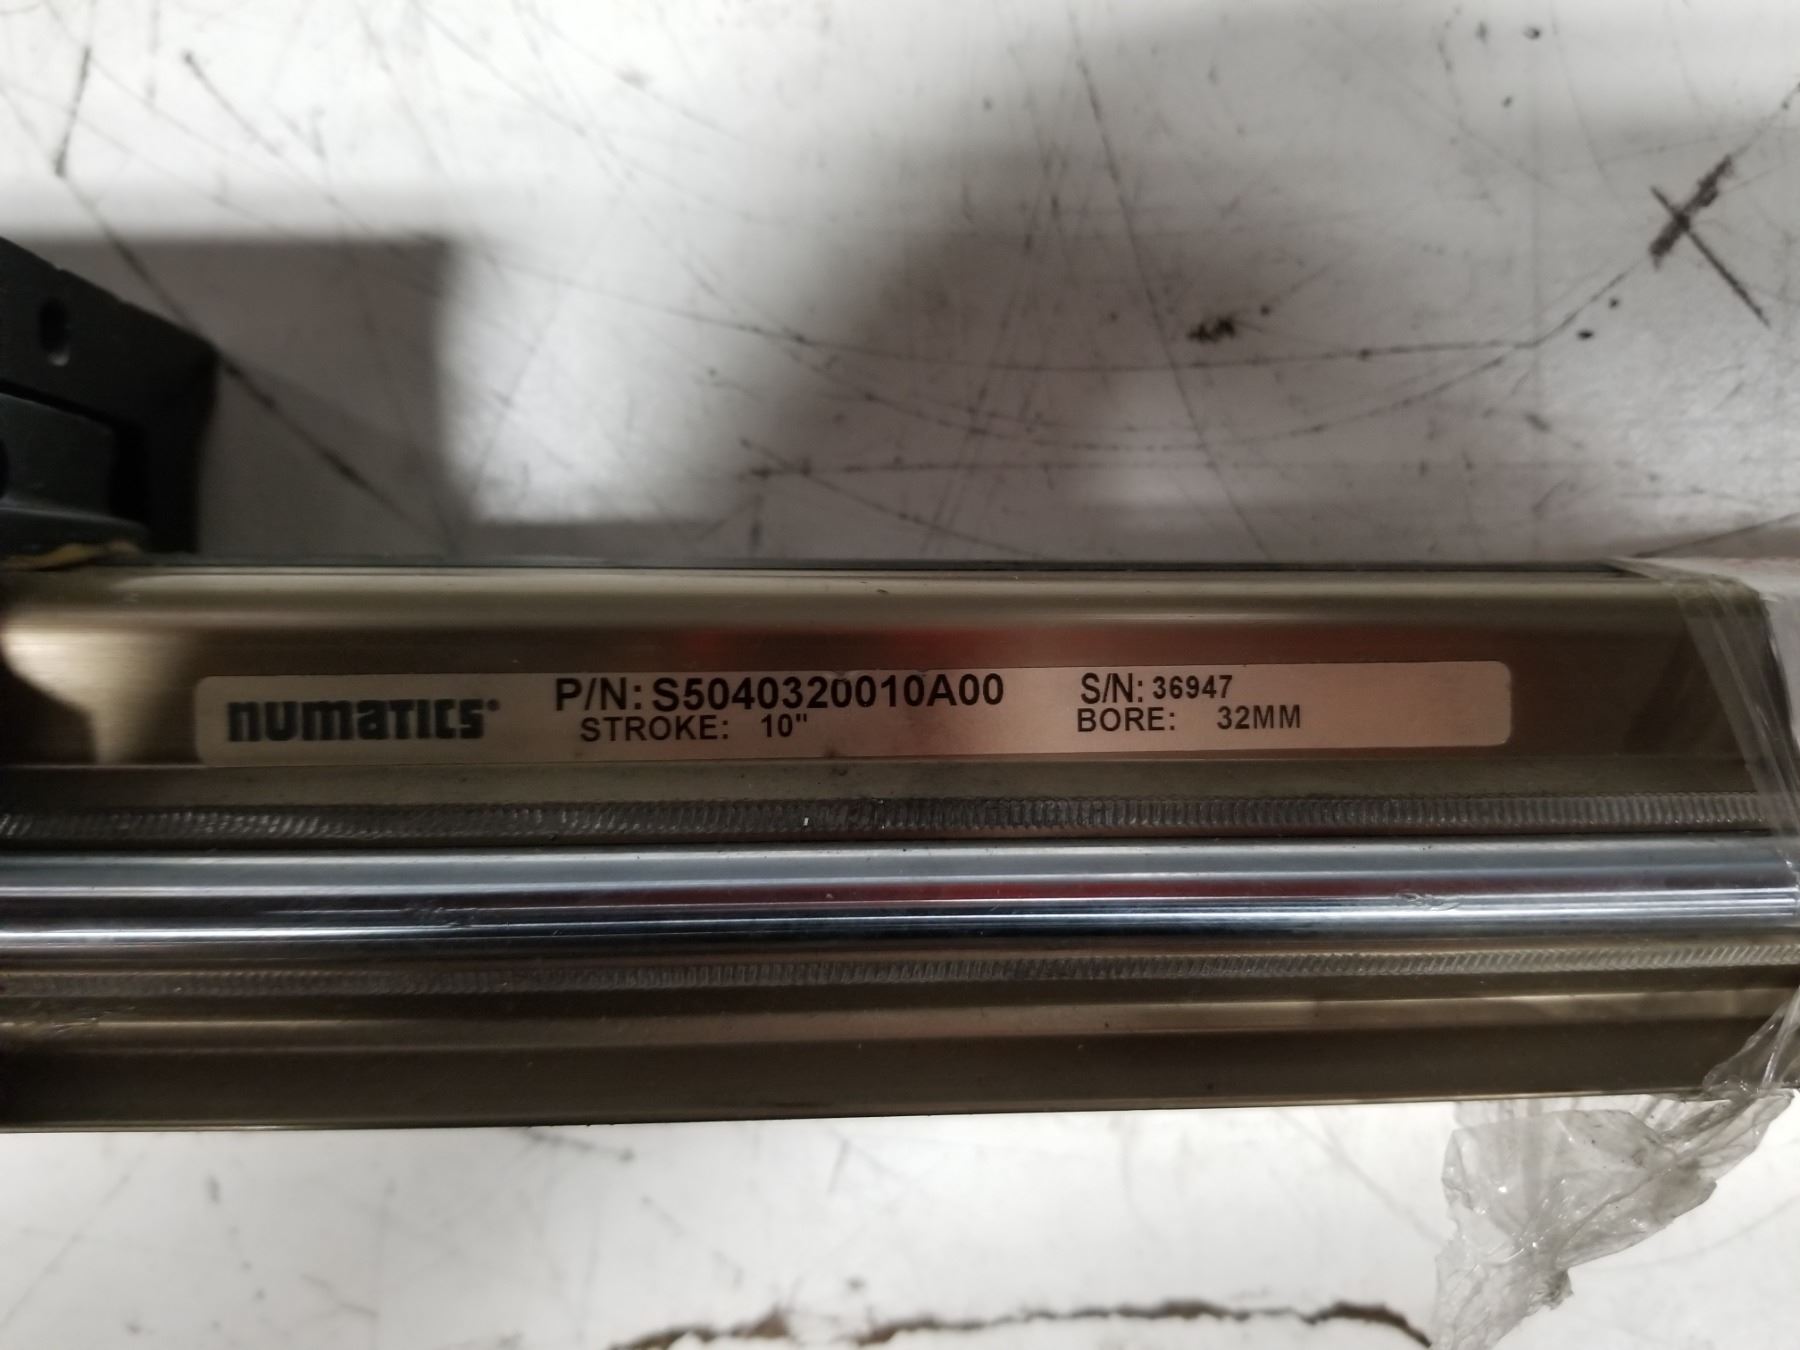 numatics® P/N: S5040320010A00 S/N: 36947
STROKE: 10" BORE: 32MM